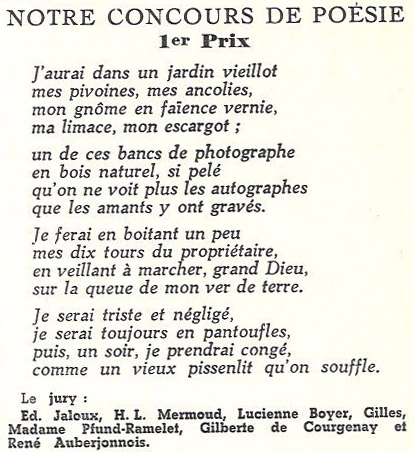 NOTRE CONCOURS DE POÉSIE
1er Prix
J'aurai dans un jardin vieillot
mes pivoines, mes ancolies,
mon gnôme en faïence vernie,
ma limace, mon escargot ;
un de ces bancs de photographe
en bois naturel, si pelé
qu'on ne voit plus les autographes
que les amants y ont gravés.
Je ferai en boitant un peu
mes dix tours du propriétaire,
en veillant à marcher, grand Dieu,
sur la queue de mon ver de terre.
Je serai triste et négligé,
je serai toujours en pantoufles,
puis, un soir, je prendrai congé,
comme un vieux pissenlit qu'on souffle.
Le jury :
Ed. Jaloux, H. L. Mermoud, Lucienne Boyer, Gilles,
Madame Pfund-Ramelet, Gilberte de Courgenay et
René Auberjonnois.